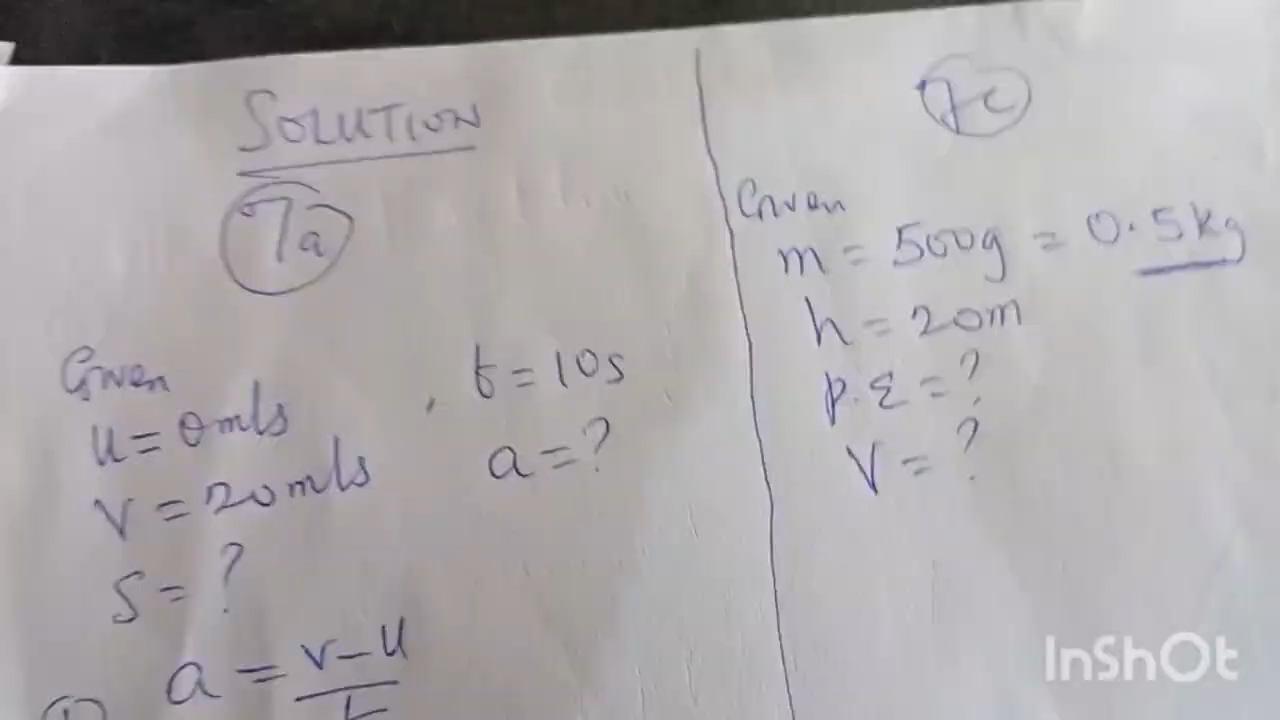 SOLUTION
7a
Given
u = 0m/s , t = 10s
v = 20m/s a = ?
S = ?
a = v - u
t
7c
Given
m = 500g = 0.5kg
h = 20m
p.E = ?
V = ?
InShOt